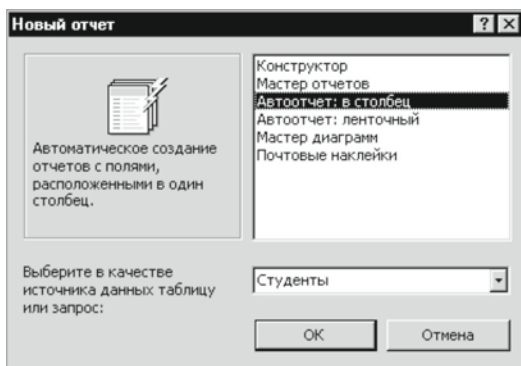 Новый отчет
Автоматическое создание
отчетов с полями,
расположенными в один
столбец.
Конструктор
Мастер отчетов
Автоотчет: в столбец
Автоотчет: ленточный
Мастер диаграмм
Почтовые наклейки
Выберите в качестве
источника данных таблицу
или запрос:
Студенты
ОК
Отмена